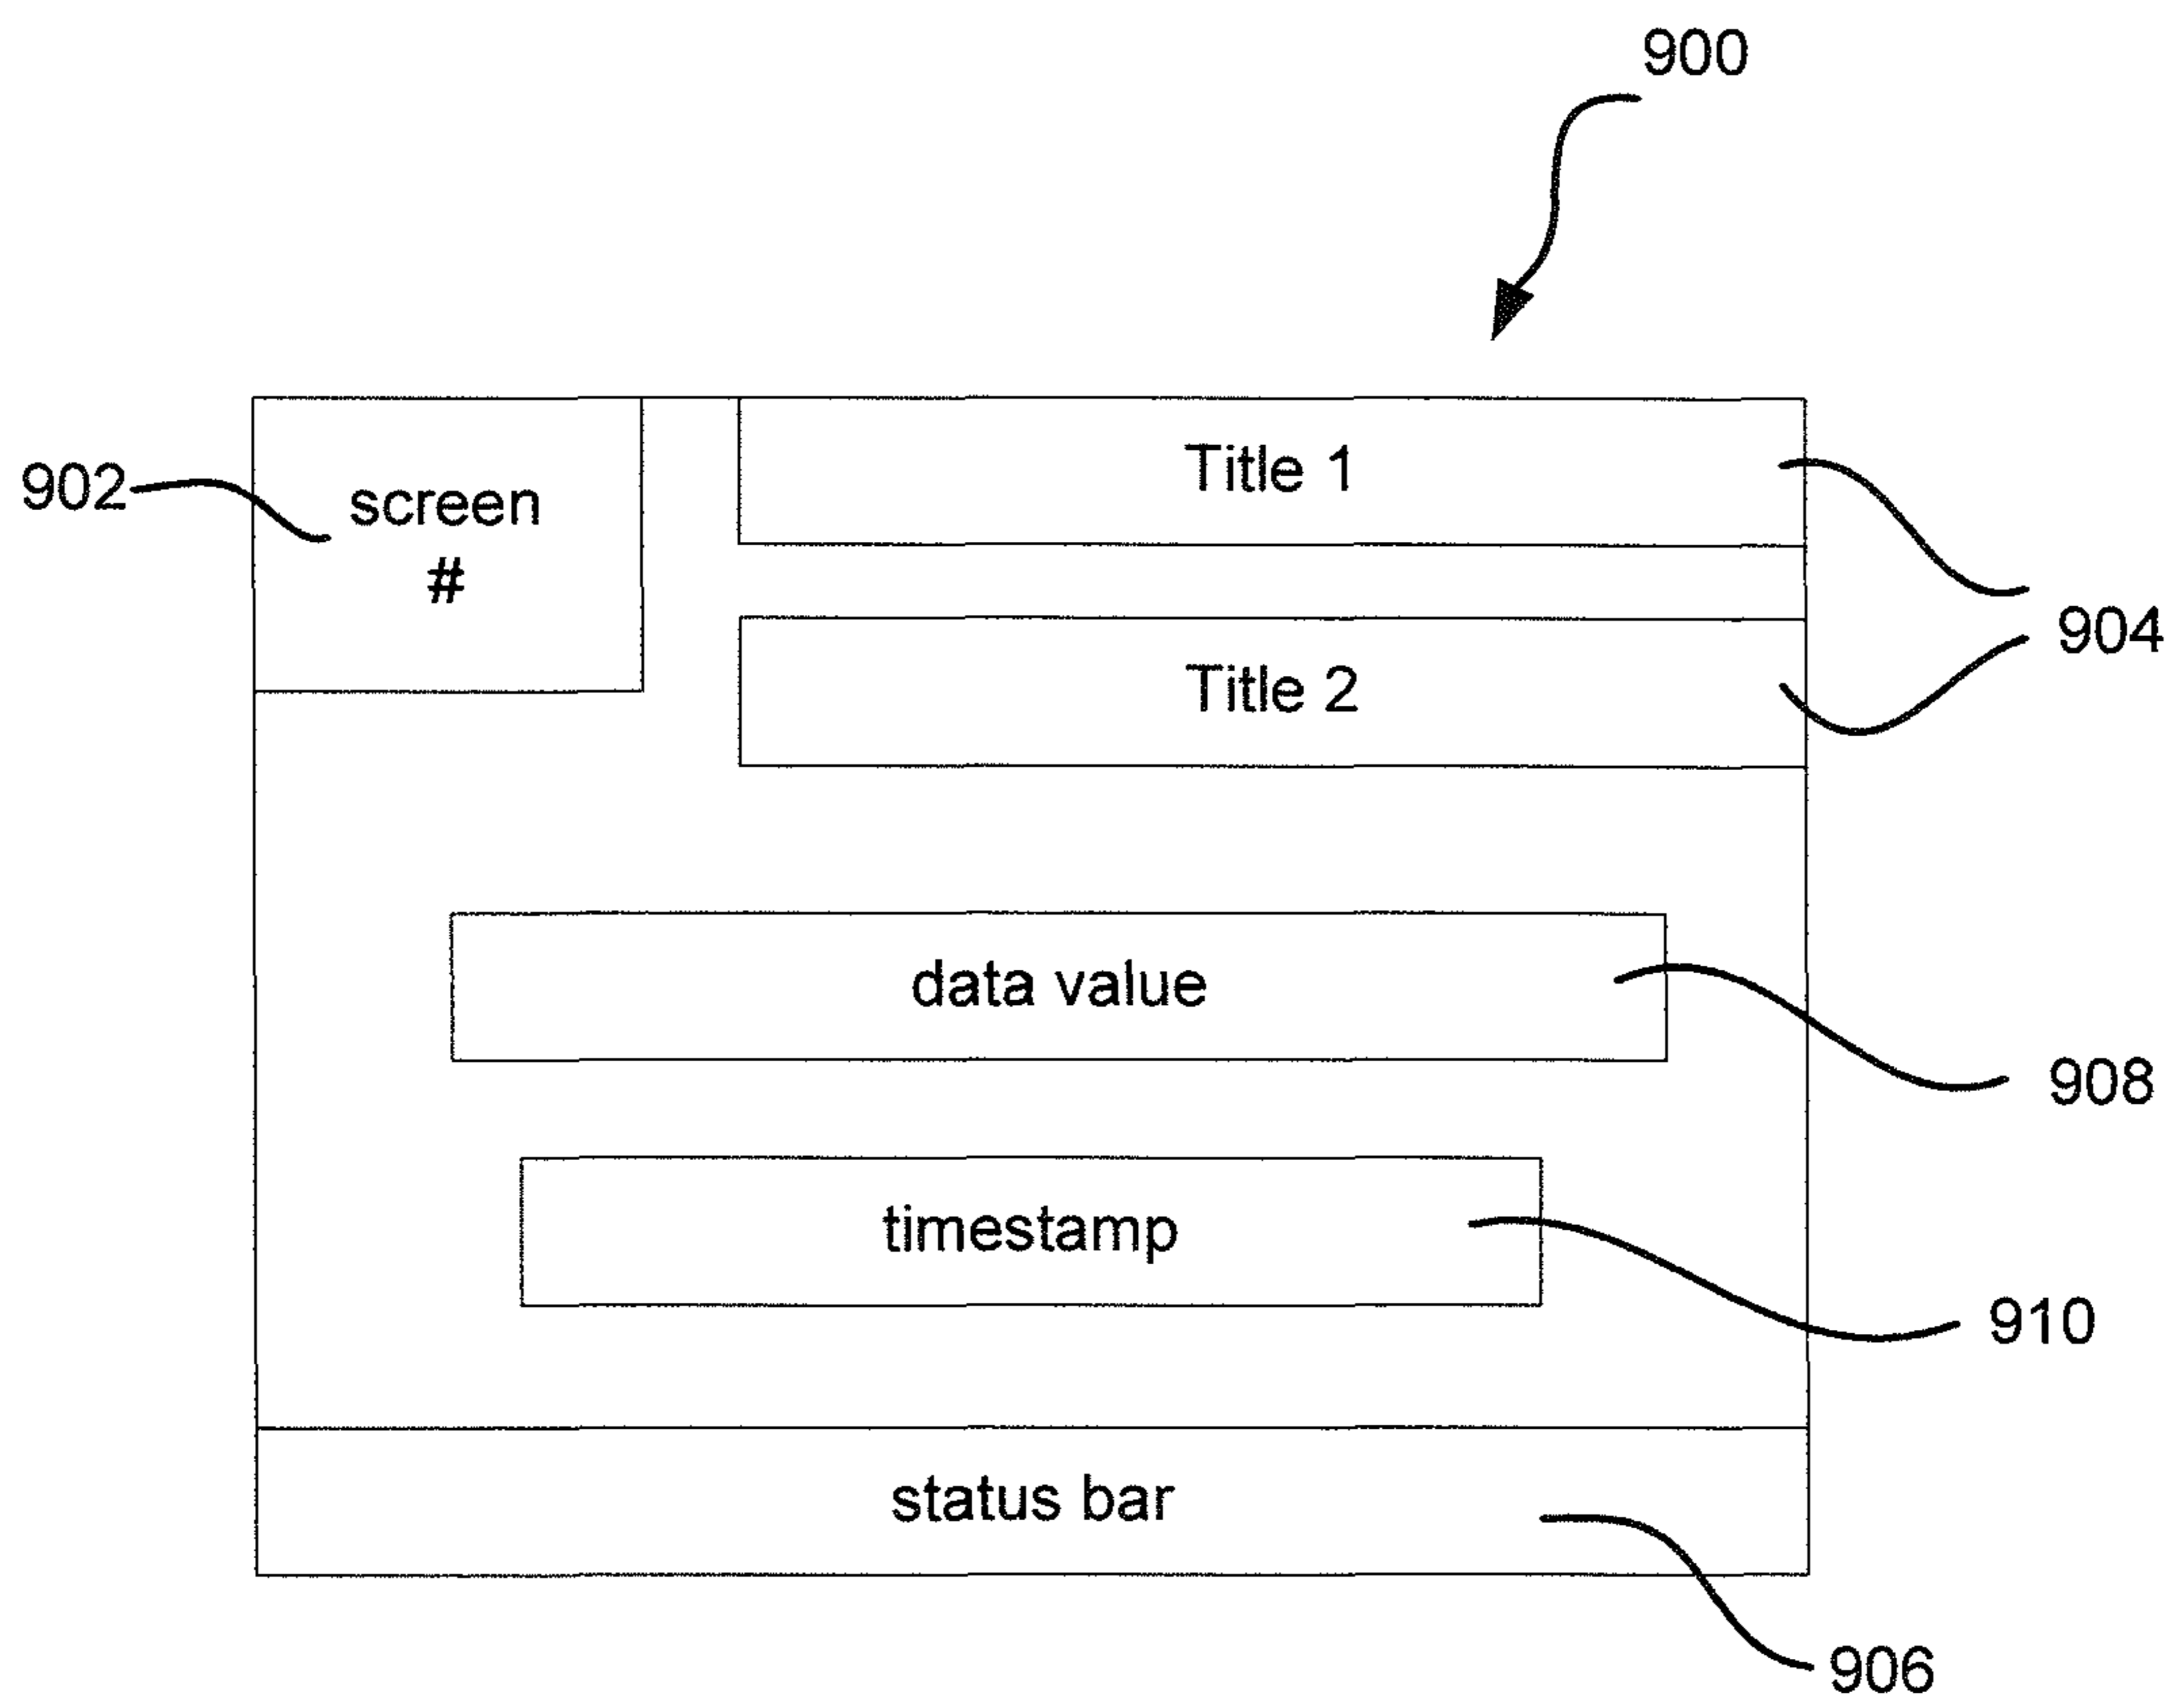 900
902
screen
#
Title 1
904
Title 2
data value
908
timestamp
910
status bar
906